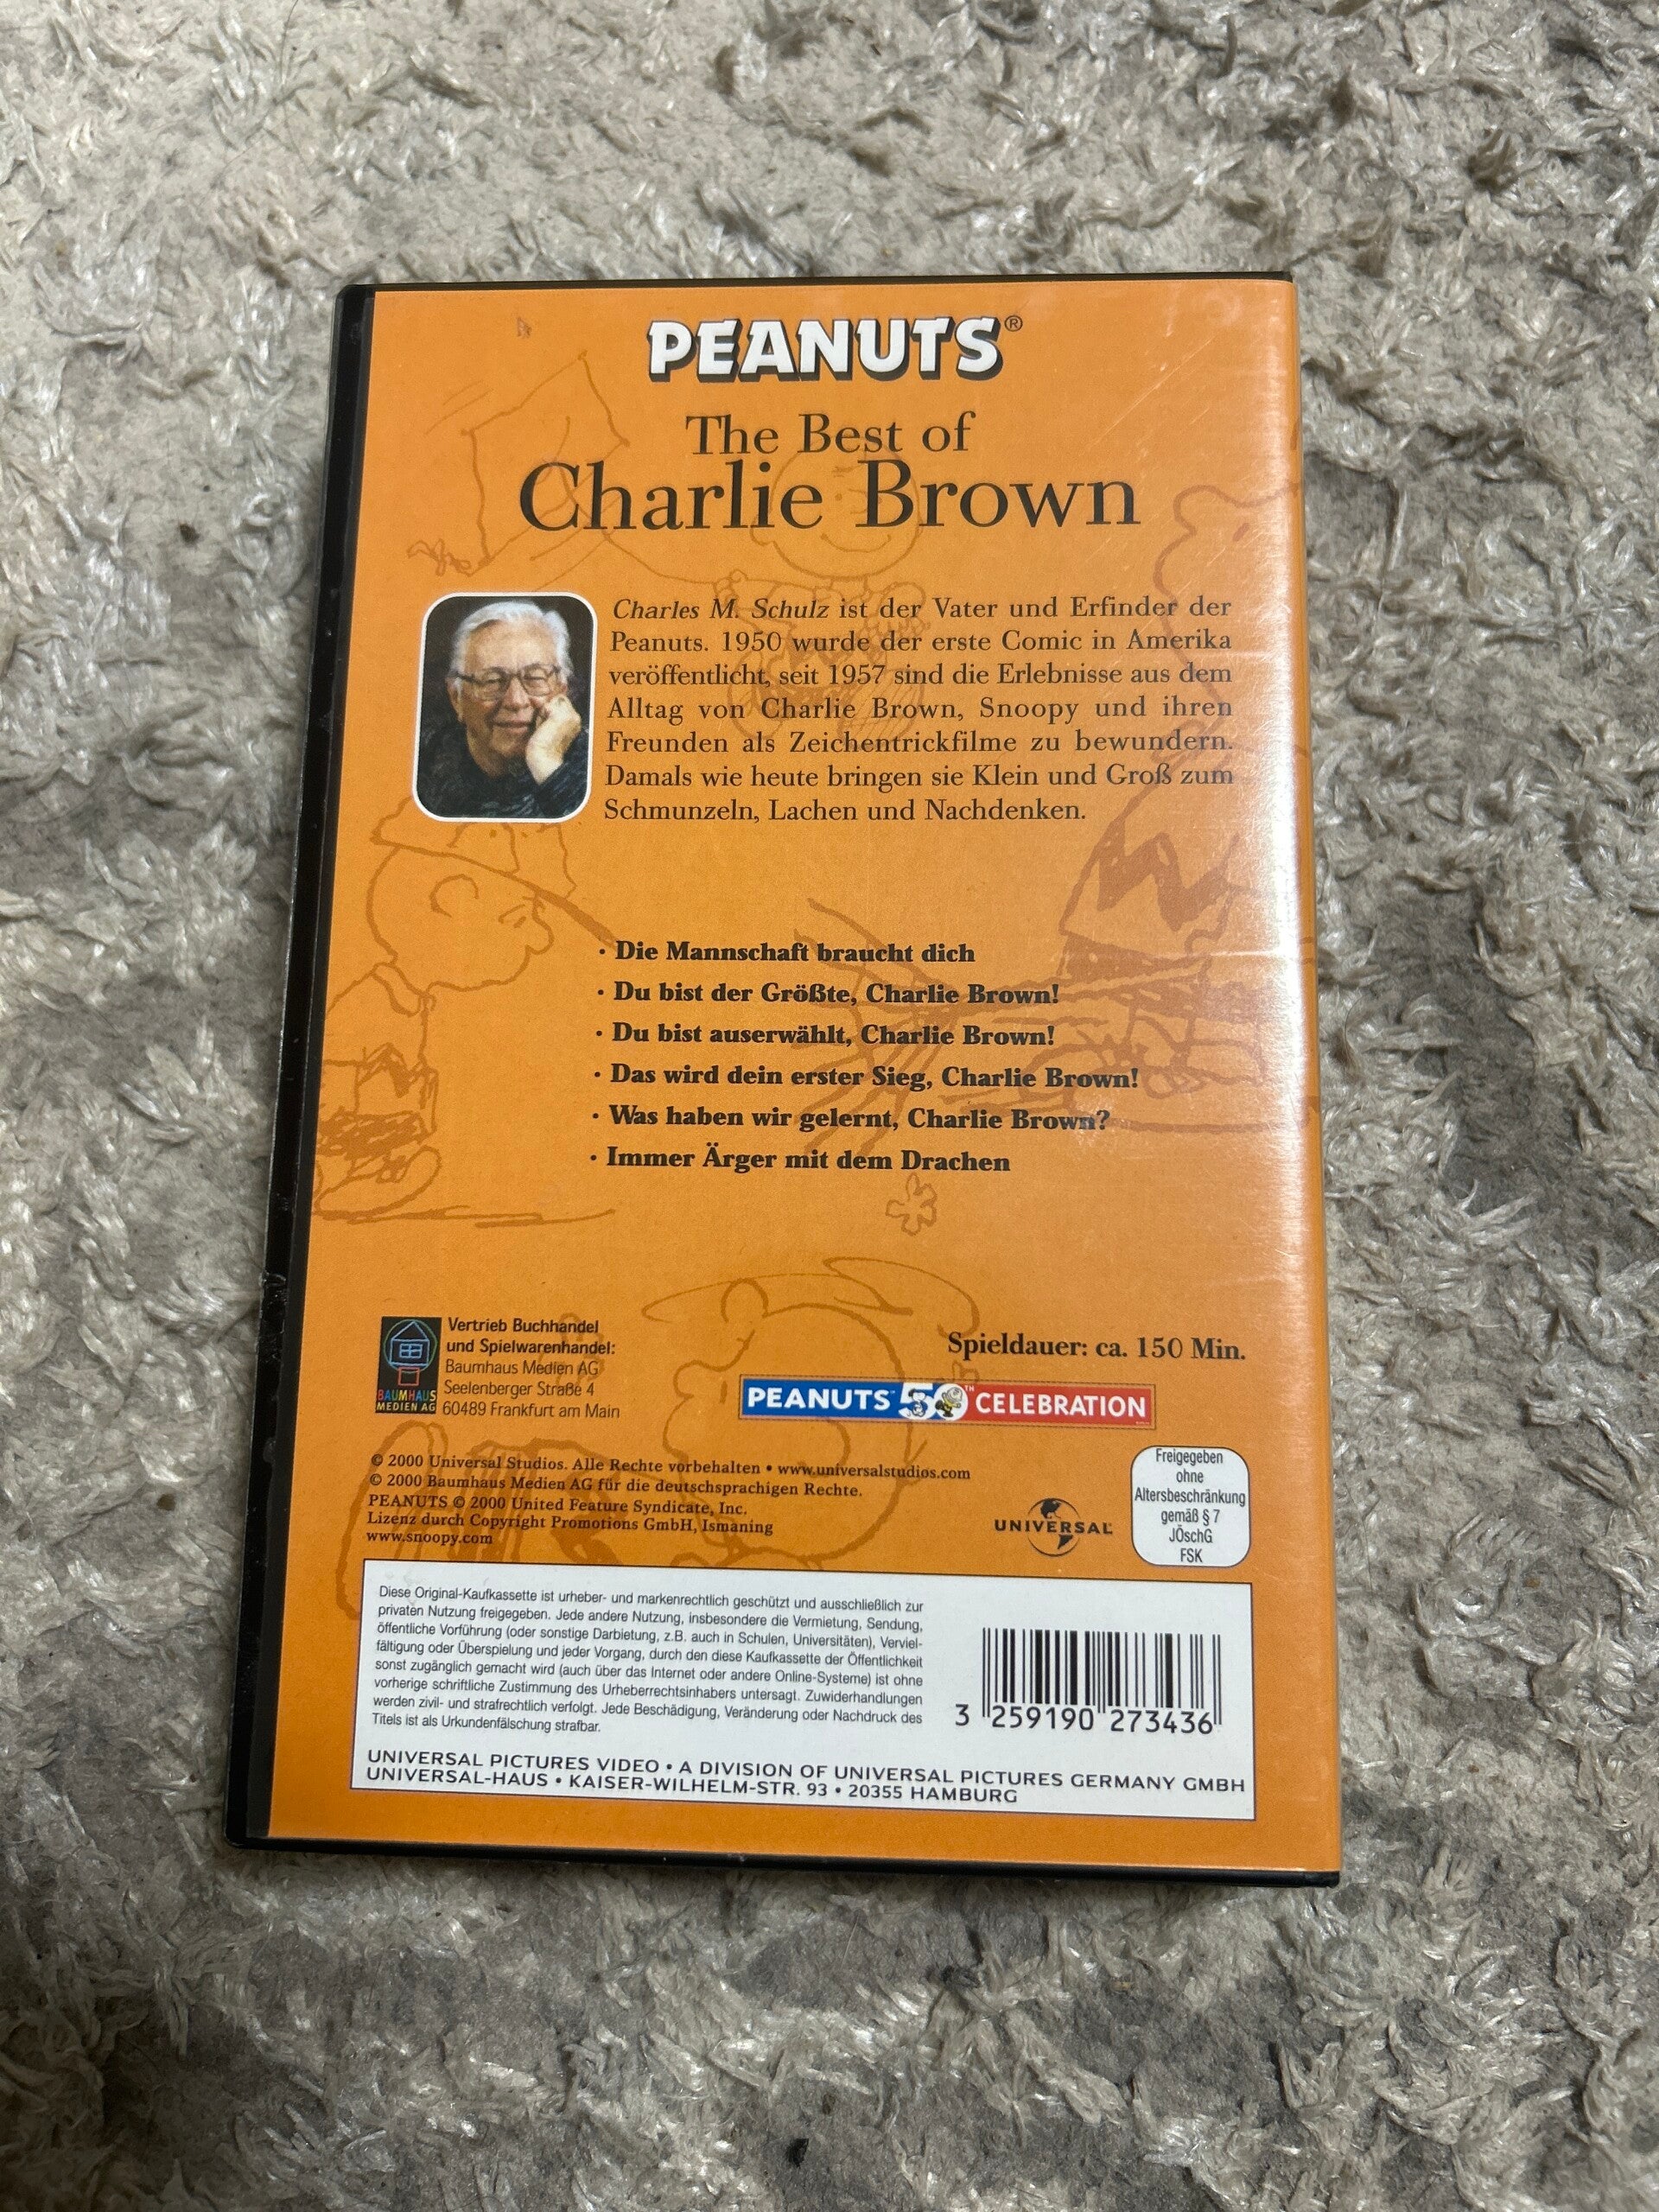 PEANUTS®
The Best of
Charlie Brown
Charles M. Schulz ist der Vater und Erfinder der
Peanuts. 1950 wurde der erste Comic in Amerika
veröffentlicht, seit 1957 sind die Erlebnisse aus dem
Alltag von Charlie Brown, Snoopy und ihren
Freunden als Zeichentrickfilme zu bewundern.
Damals wie heute bringen sie Klein und Groß zum
Schmunzeln, Lachen und Nachdenken.
· Die Mannschaft braucht dich
· Du bist der Größte, Charlie Brown!
· Du bist auserwählt, Charlie Brown!
· Das wird dein erster Sieg, Charlie Brown!
· Was haben wir gelernt, Charlie Brown?
· Immer Ärger mit dem Drachen
BAUMHAUS
MEDIEN AG
Vertrieb Buchhandel
und Spielwarenhandel:
Baumhaus Medien AG
Seelenberger Straße 4
60489 Frankfurt am Main
Spieldauer: ca. 150 Min.
PEANUTS™ 50TH CELEBRATION
© 2000 Universal Studios. Alle Rechte vorbehalten • www.universalstudios.com
© 2000 Baumhaus Medien AG für die deutschsprachigen Rechte.
PEANUTS © 2000 United Feature Syndicate, Inc.
Lizenz durch Copyright Promotions GmbH, Ismaning
www.snoopy.com
UNIVERSAL
Freigegeben
ohne
Altersbeschränkung
gemäß § 7
JÖschG
FSK
Diese Original-Kaufkassette ist urheber- und markenrechtlich geschützt und ausschließlich zur
privaten Nutzung freigegeben. Jede andere Nutzung, insbesondere die Vermietung, Sendung,
öffentliche Vorführung (oder sonstige Darbietung, z.B. auch in Schulen, Universitäten), Verviel-
fältigung oder Überspielung und jeder Vorgang, durch den diese Kaufkassette der Öffentlichkeit
sonst zugänglich gemacht wird (auch über das Internet oder andere Online-Systeme) ist ohne
vorherige schriftliche Zustimmung des Urheberrechtsinhabers untersagt. Zuwiderhandlungen
werden zivil- und strafrechtlich verfolgt. Jede Beschädigung, Veränderung oder Nachdruck des
Titels ist als Urkundenfälschung strafbar.
3 259190 273436
UNIVERSAL PICTURES VIDEO • A DIVISION OF UNIVERSAL PICTURES GERMANY GMBH
UNIVERSAL-HAUS • KAISER-WILHELM-STR. 93 • 20355 HAMBURG